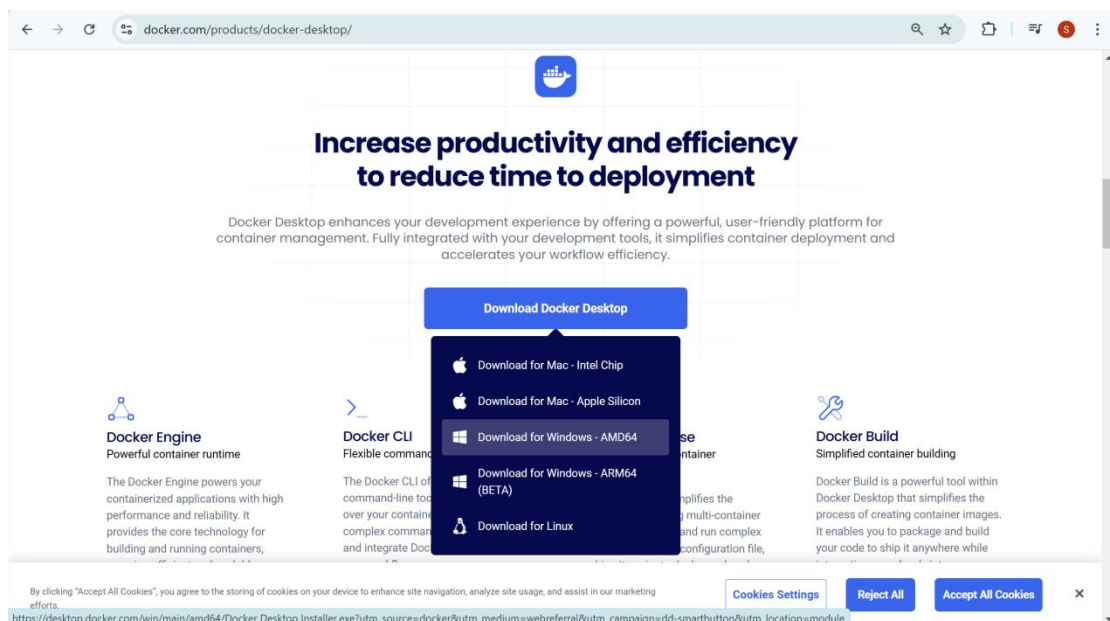 docker.com/products/docker-desktop/
S
Increase productivity and efficiency
to reduce time to deployment
Docker Desktop enhances your development experience by offering a powerful, user-friendly platform for
container management. Fully integrated with your development tools, it simplifies container deployment and
accelerates your workflow efficiency.
Download Docker Desktop
Download for Mac - Intel Chip
Download for Mac - Apple Silicon
Download for Windows - AMD64
Download for Windows - ARM64
(BETA)
Download for Linux
Docker Engine
Powerful container runtime
The Docker Engine powers your
containerized applications with high
performance and reliability. It
provides the core technology for
building and running containers,
Docker CLI
Flexible command
The Docker CLI of
command-line too
over your containe
complex comman
and integrate Doc
se
ntainer
nplifies the
multi-container
and run complex
configuration file,
Docker Build
Simplified container building
Docker Build is a powerful tool within
Docker Desktop that simplifies the
process of creating container images.
It enables you to package and build
your code to ship it anywhere while
By clicking "Accept All Cookies", you agree to the storing of cookies on your device to enhance site navigation, analyze site usage, and assist in our marketing
efforts.
Cookies Settings
Reject All
Accept All Cookies
https://desktop.docker.com/win/main/amd64/Docker Desktop Installer.exe?utm_source=docker&utm_medium=webreferral&utm_campaign=dd-smartbutton&utm_location=module